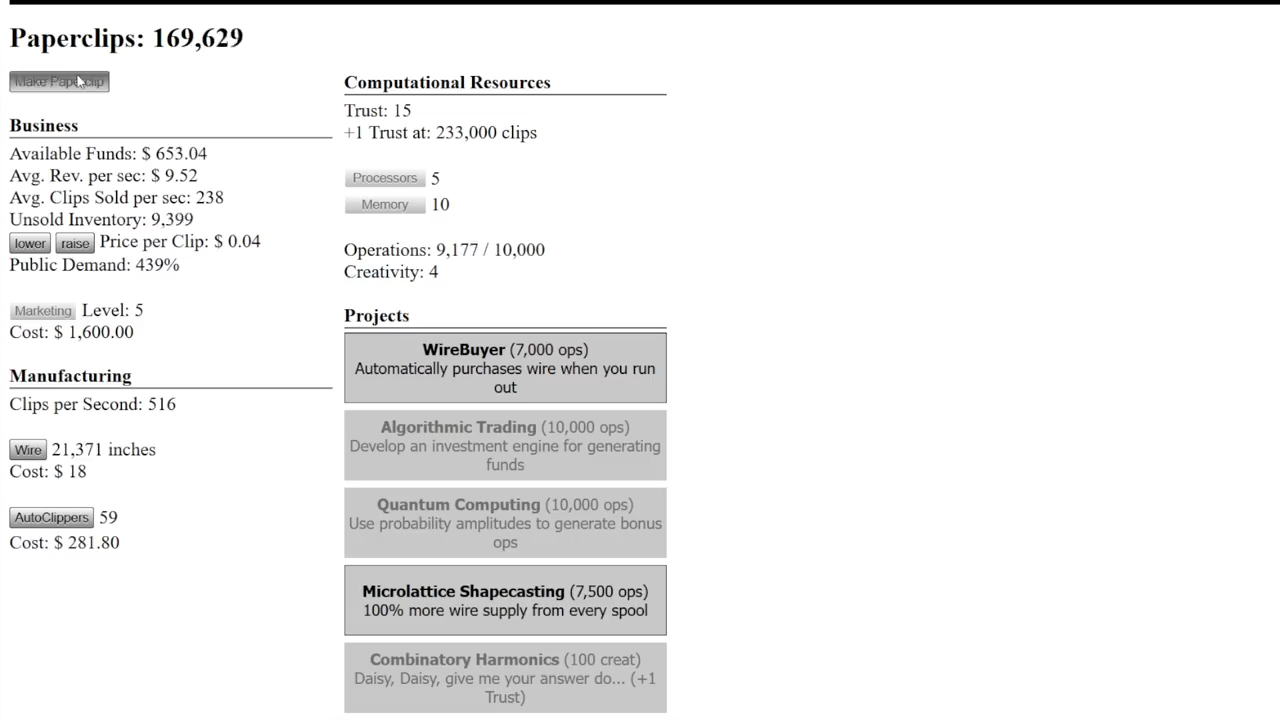 Paperclips: 169,629
Make Paperclip
Business
Available Funds: $ 653.04
Avg. Rev. per sec: $ 9.52
Avg. Clips Sold per sec: 238
Unsold Inventory: 9,399
lower raise Price per Clip: $ 0.04
Public Demand: 439%
Marketing Level: 5
Cost: $ 1,600.00
Manufacturing
Clips per Second: 516
Wire 21,371 inches
Cost: $ 18
AutoClippers 59
Cost: $ 281.80
Computational Resources
Trust: 15
+1 Trust at: 233,000 clips
Processors 5
Memory 10
Operations: 9,177 / 10,000
Creativity: 4
Projects
WireBuyer (7,000 ops)
Automatically purchases wire when you run
out
Algorithmic Trading (10,000 ops)
Develop an investment engine for generating
funds
Quantum Computing (10,000 ops)
Use probability amplitudes to generate bonus
ops
Microlattice Shapecasting (7,500 ops)
100% more wire supply from every spool
Combinatory Harmonics (100 creat)
Daisy, Daisy, give me your answer do... (+1
Trust)